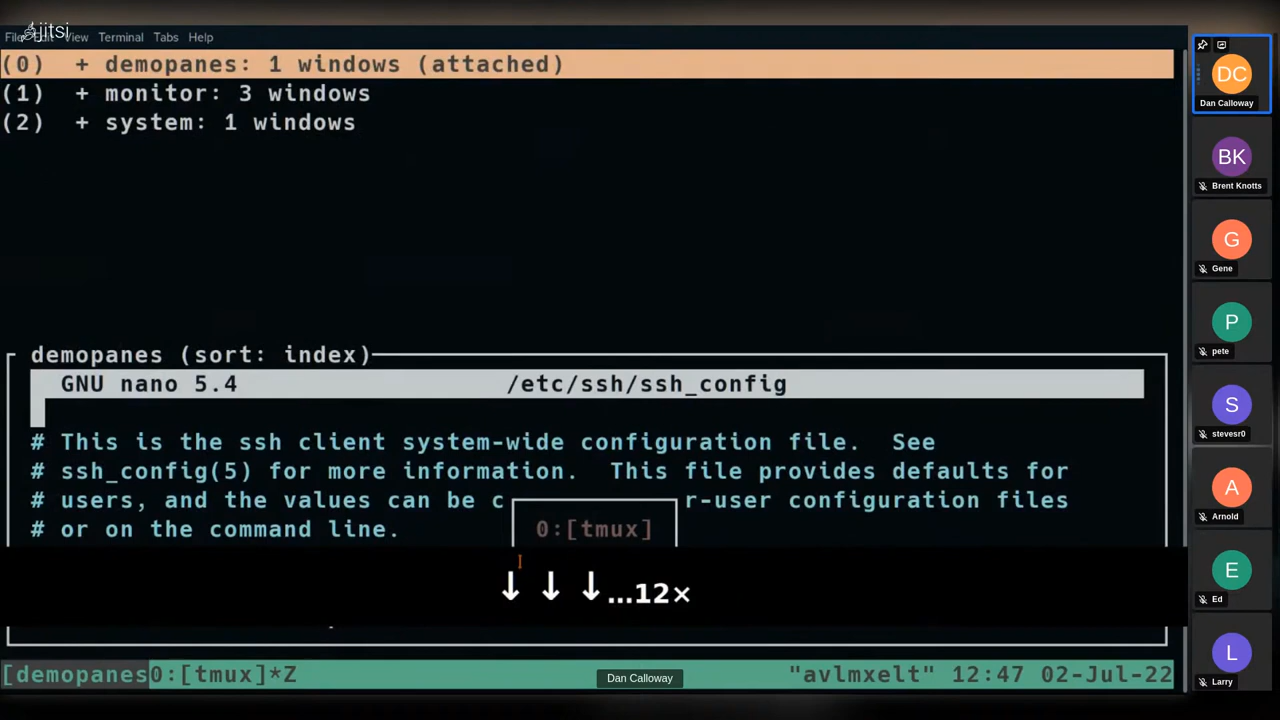 jitsi
File Edit View Terminal Tabs Help
(0) + demopanes: 1 windows (attached)
(1) + monitor: 3 windows
(2) + system: 1 windows
demopanes (sort: index)
GNU nano 5.4 /etc/ssh/ssh_config
# This is the ssh client system-wide configuration file. See
# ssh_config(5) for more information. This file provides defaults for
# users, and the values can be c r-user configuration files
# or on the command line.
0:[tmux]
↓ ↓ ↓...12×
[demopanes0:[tmux]*Z "avlmxelt" 12:47 02-Jul-22
Dan Calloway
DC
Dan Calloway
BK
Brent Knotts
G
Gene
P
pete
S
stevesr0
A
Arnold
E
Ed
L
Larry